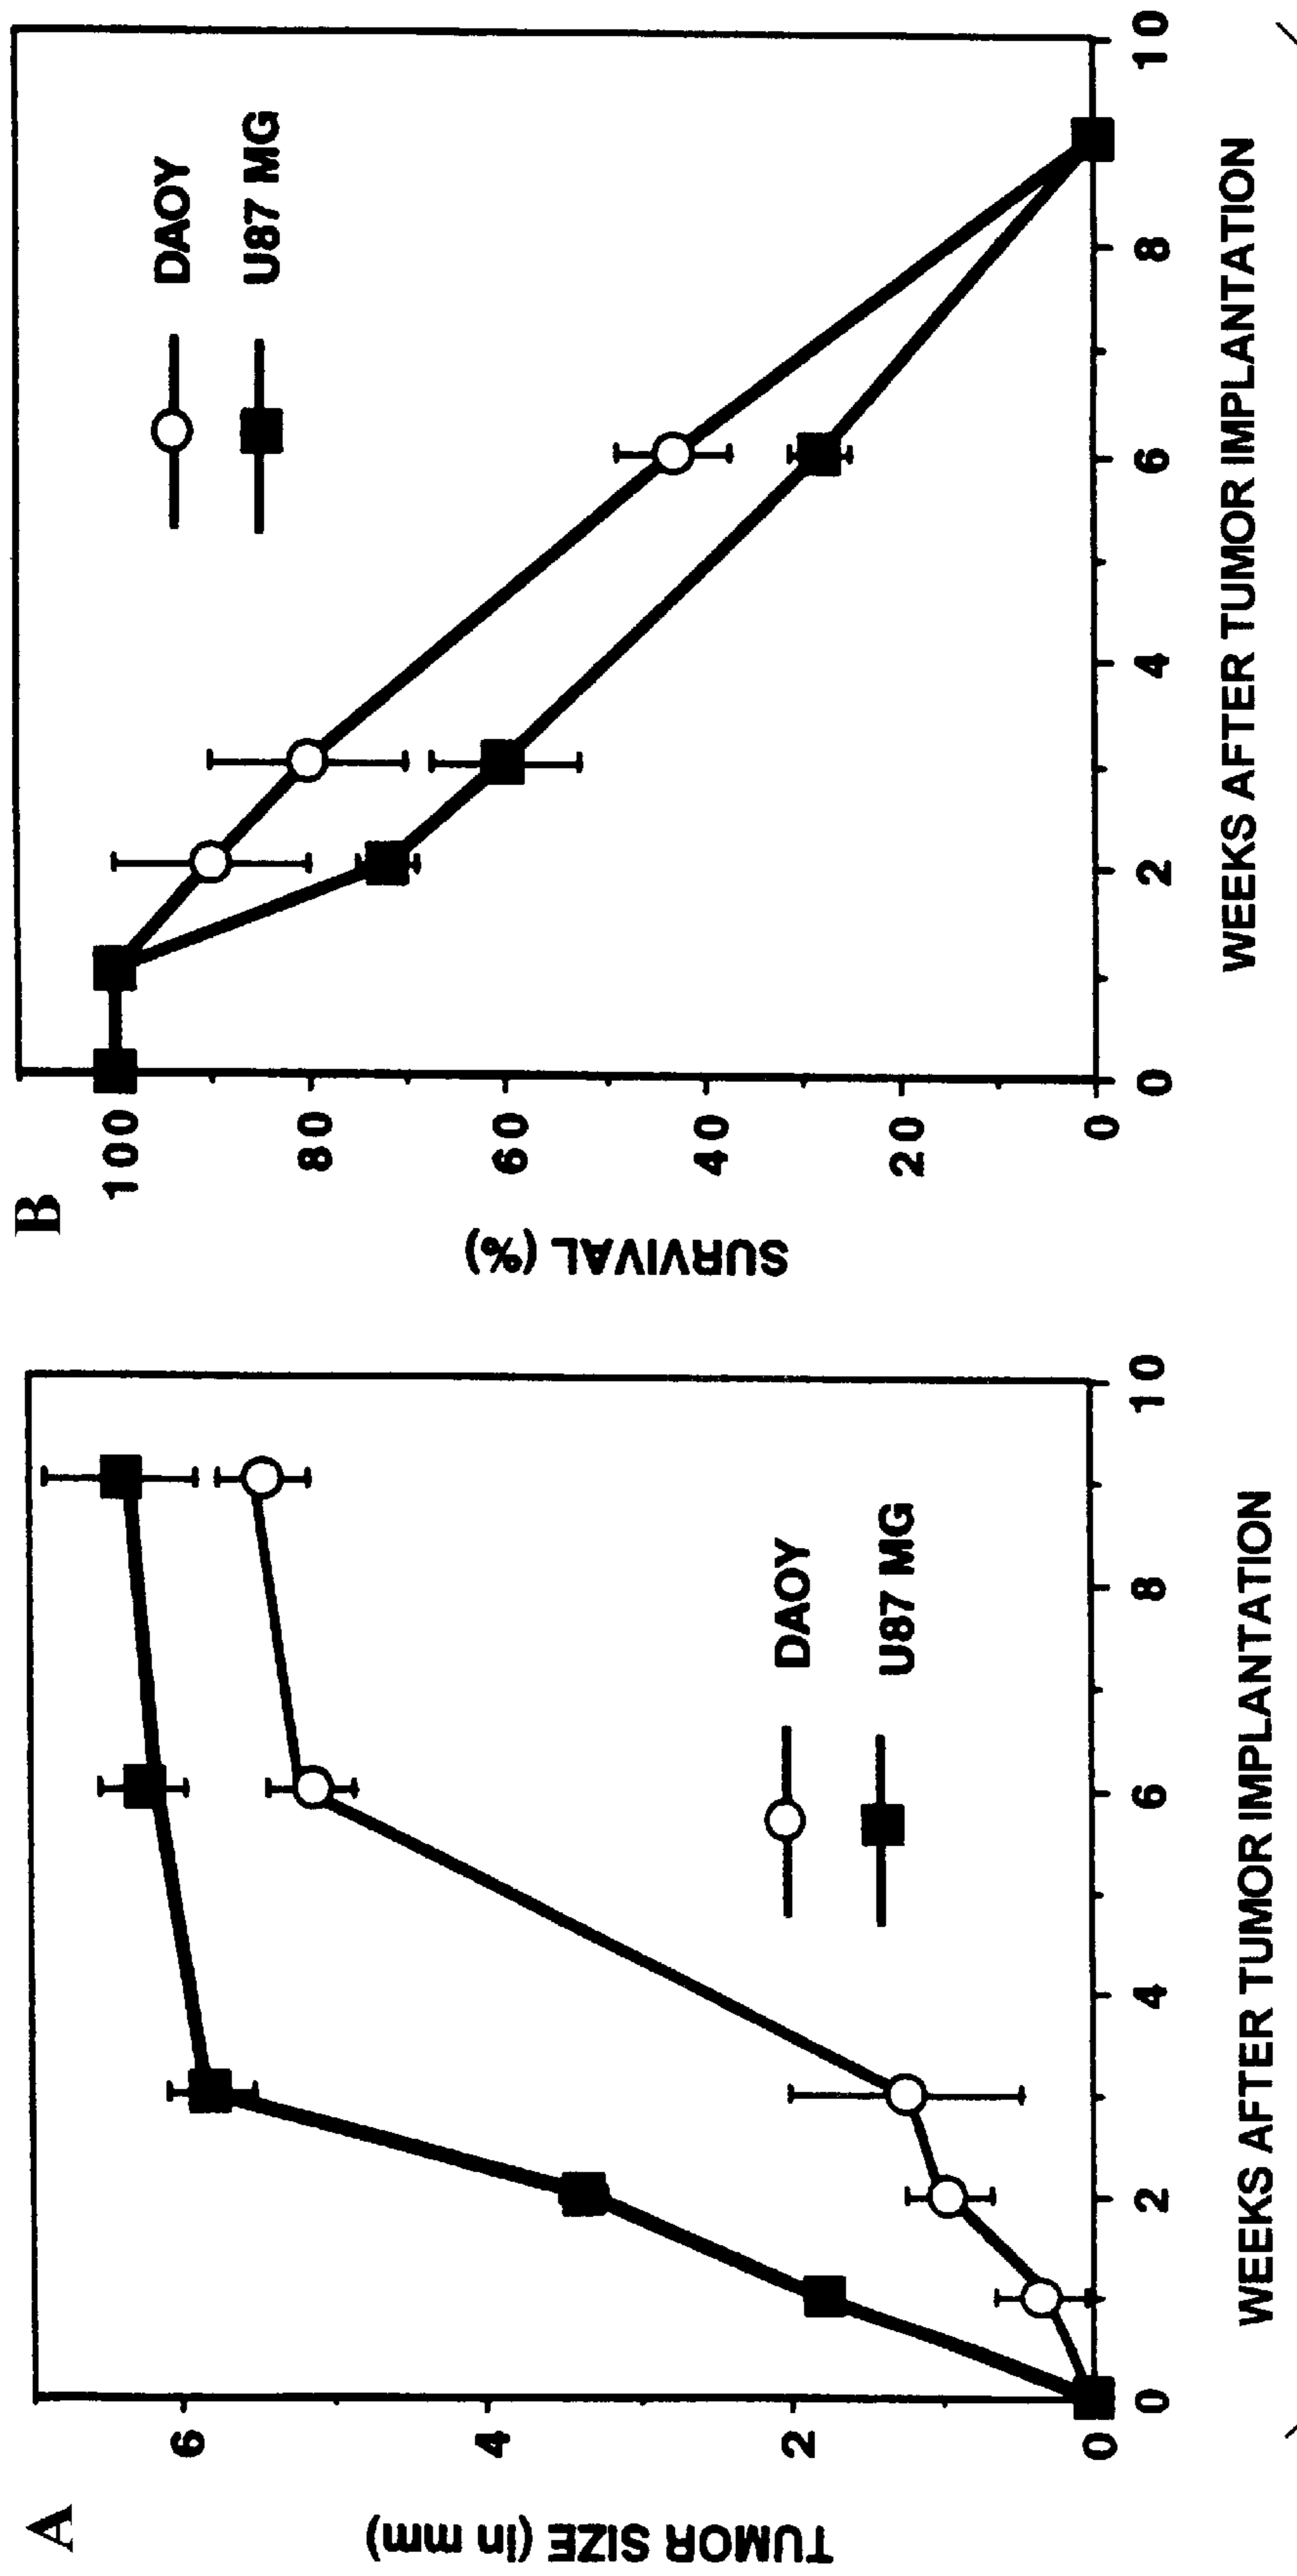 A
TUMOR SIZE (in mm)
6
4
2
0
0 2 4 6 8 10
WEEKS AFTER TUMOR IMPLANTATION
DAOY
U87 MG
B
SURVIVAL (%)
100
80
60
40
20
0
0 2 4 6 8 10
WEEKS AFTER TUMOR IMPLANTATION
DAOY
U87 MG